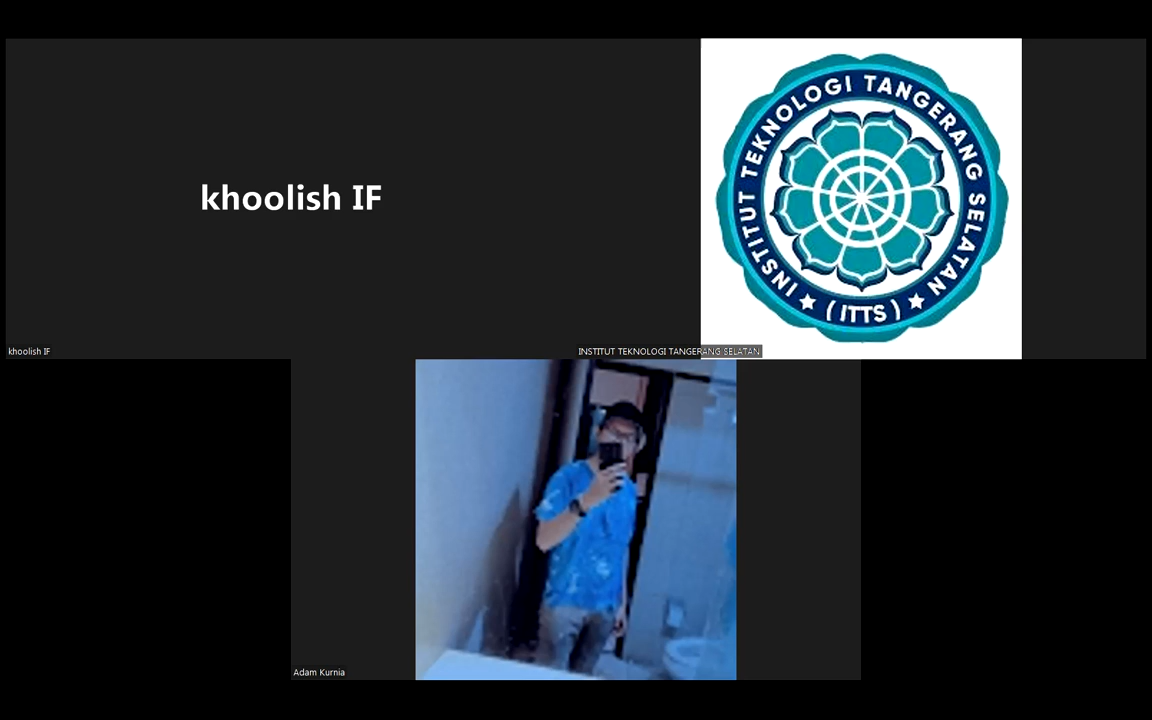 khoolish IF
khoolish IF
INSTITUT TEKNOLOGI TANGERANG SELATAN
( ITTS )
INSTITUT TEKNOLOGI TANGERANG SELATAN
Adam Kurnia